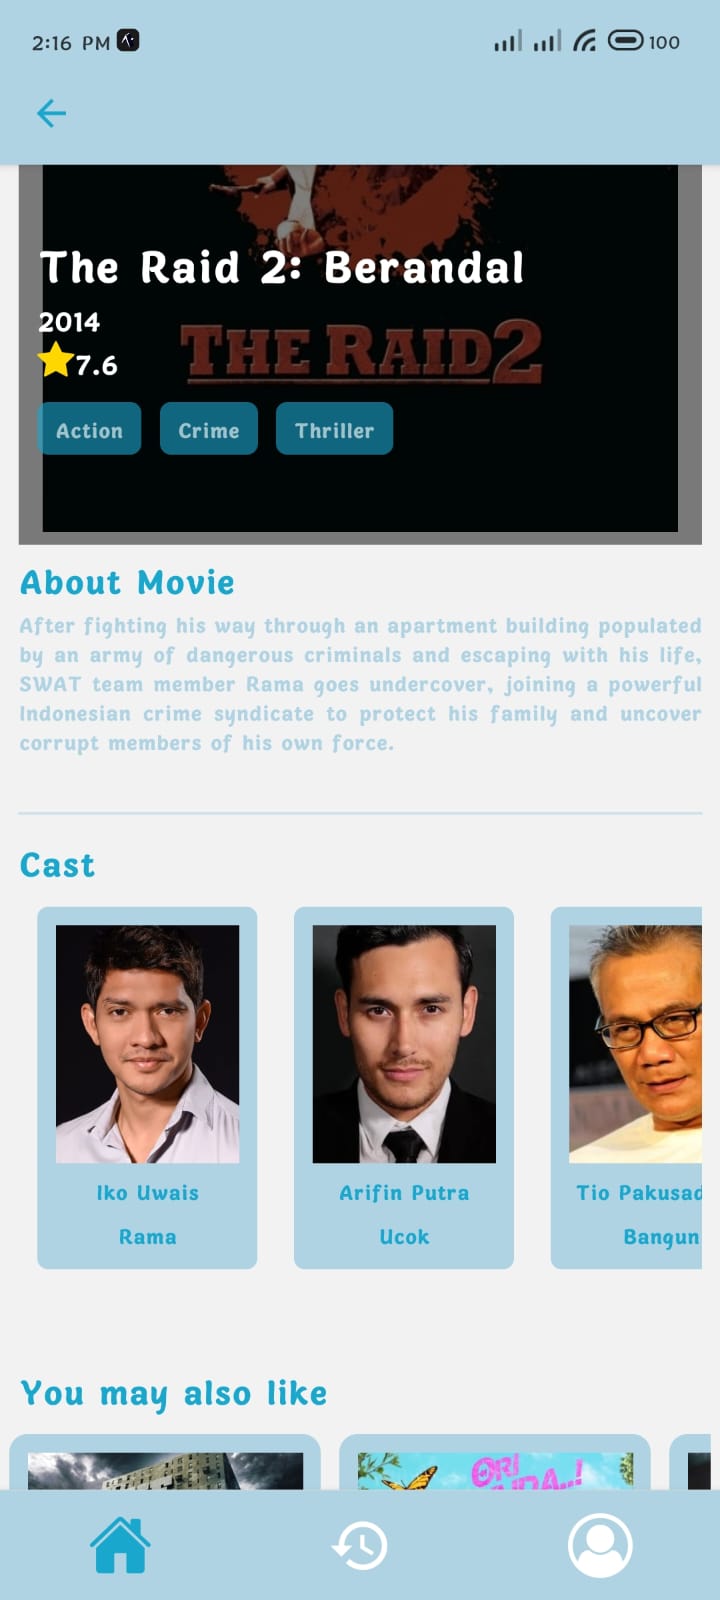 2:16 PM
100
The Raid 2: Berandal
2014
THE RAID 2
7.6
Action Crime Thriller
About Movie
After fighting his way through an apartment building populated
by an army of dangerous criminals and escaping with his life,
SWAT team member Rama goes undercover, joining a powerful
Indonesian crime syndicate to protect his family and uncover
corrupt members of his own force.
Cast
Iko Uwais
Rama
Arifin Putra
Ucok
Tio Pakusad
Bangun
You may also like